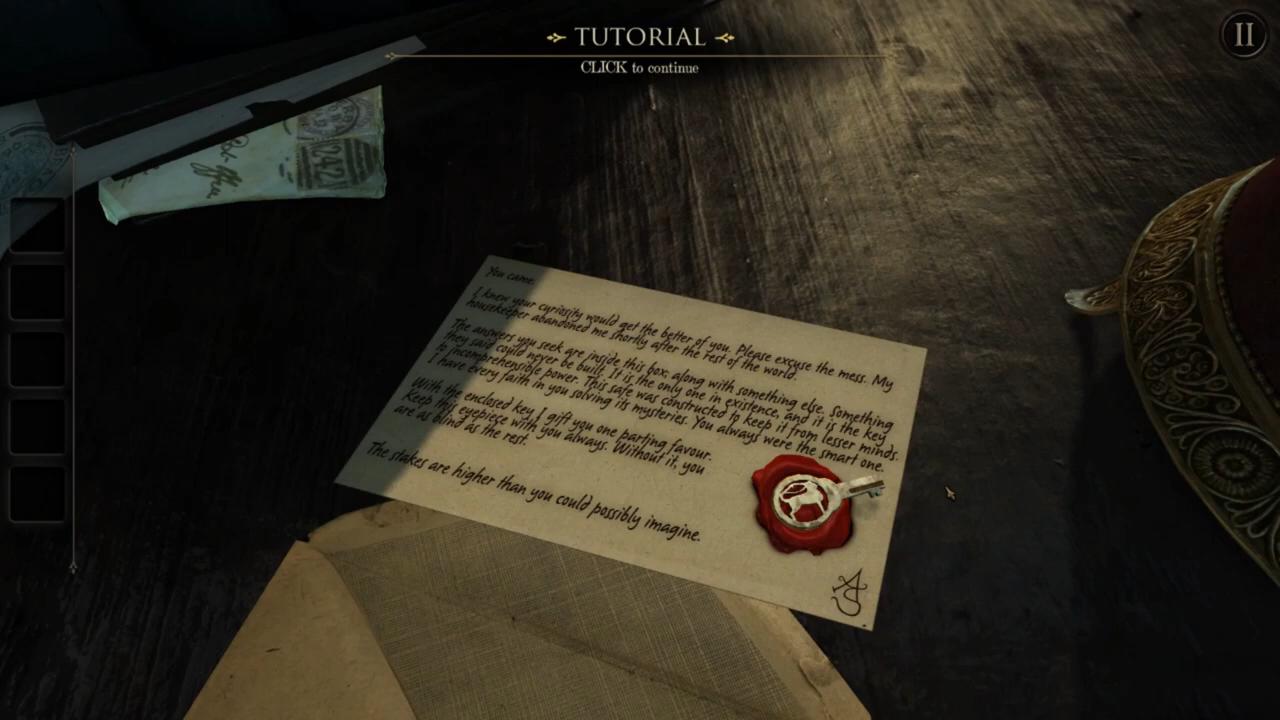 TUTORIAL
CLICK to continue
II
242
You came.
I knew your curiosity would get the better of you. Please excuse the mess. My
housekeeper abandoned me shortly after the rest of the world.
The answers you seek are inside this box; along with something else. Something
they said could never be built. It is the only one in existence, and it is the key
to incomprehensible power. This safe was constructed to keep it from lesser minds.
I have every faith in you solving its mysteries. You always were the smart one.
With the enclosed key I gift you one parting favour.
Keep this eyepiece with you always. Without it, you
are as blind as the rest.
The stakes are higher than you could possibly imagine.